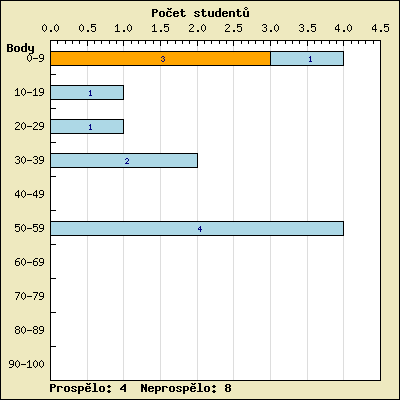 Počet studentů
0.0 0.5 1.0 1.5 2.0 2.5 3.0 3.5 4.0 4.5
Body
0-9 3 1
10-19 1
20-29 1
30-39 2
40-49
50-59 4
60-69
70-79
80-89
90-100
Prospělo: 4 Neprospělo: 8